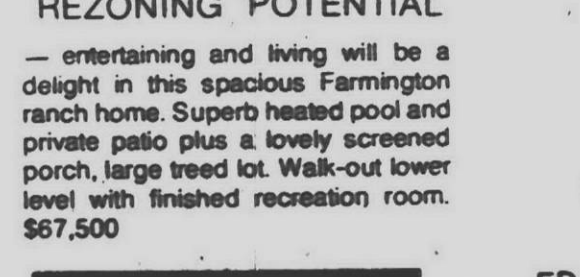 REZONING POTENTIAL
— entertaining and living will be a
delight in this spacious Farmington
ranch home. Superb heated pool and
private patio plus a lovely screened
porch, large treed lot. Walk-out lower
level with finished recreation room.
$67,500